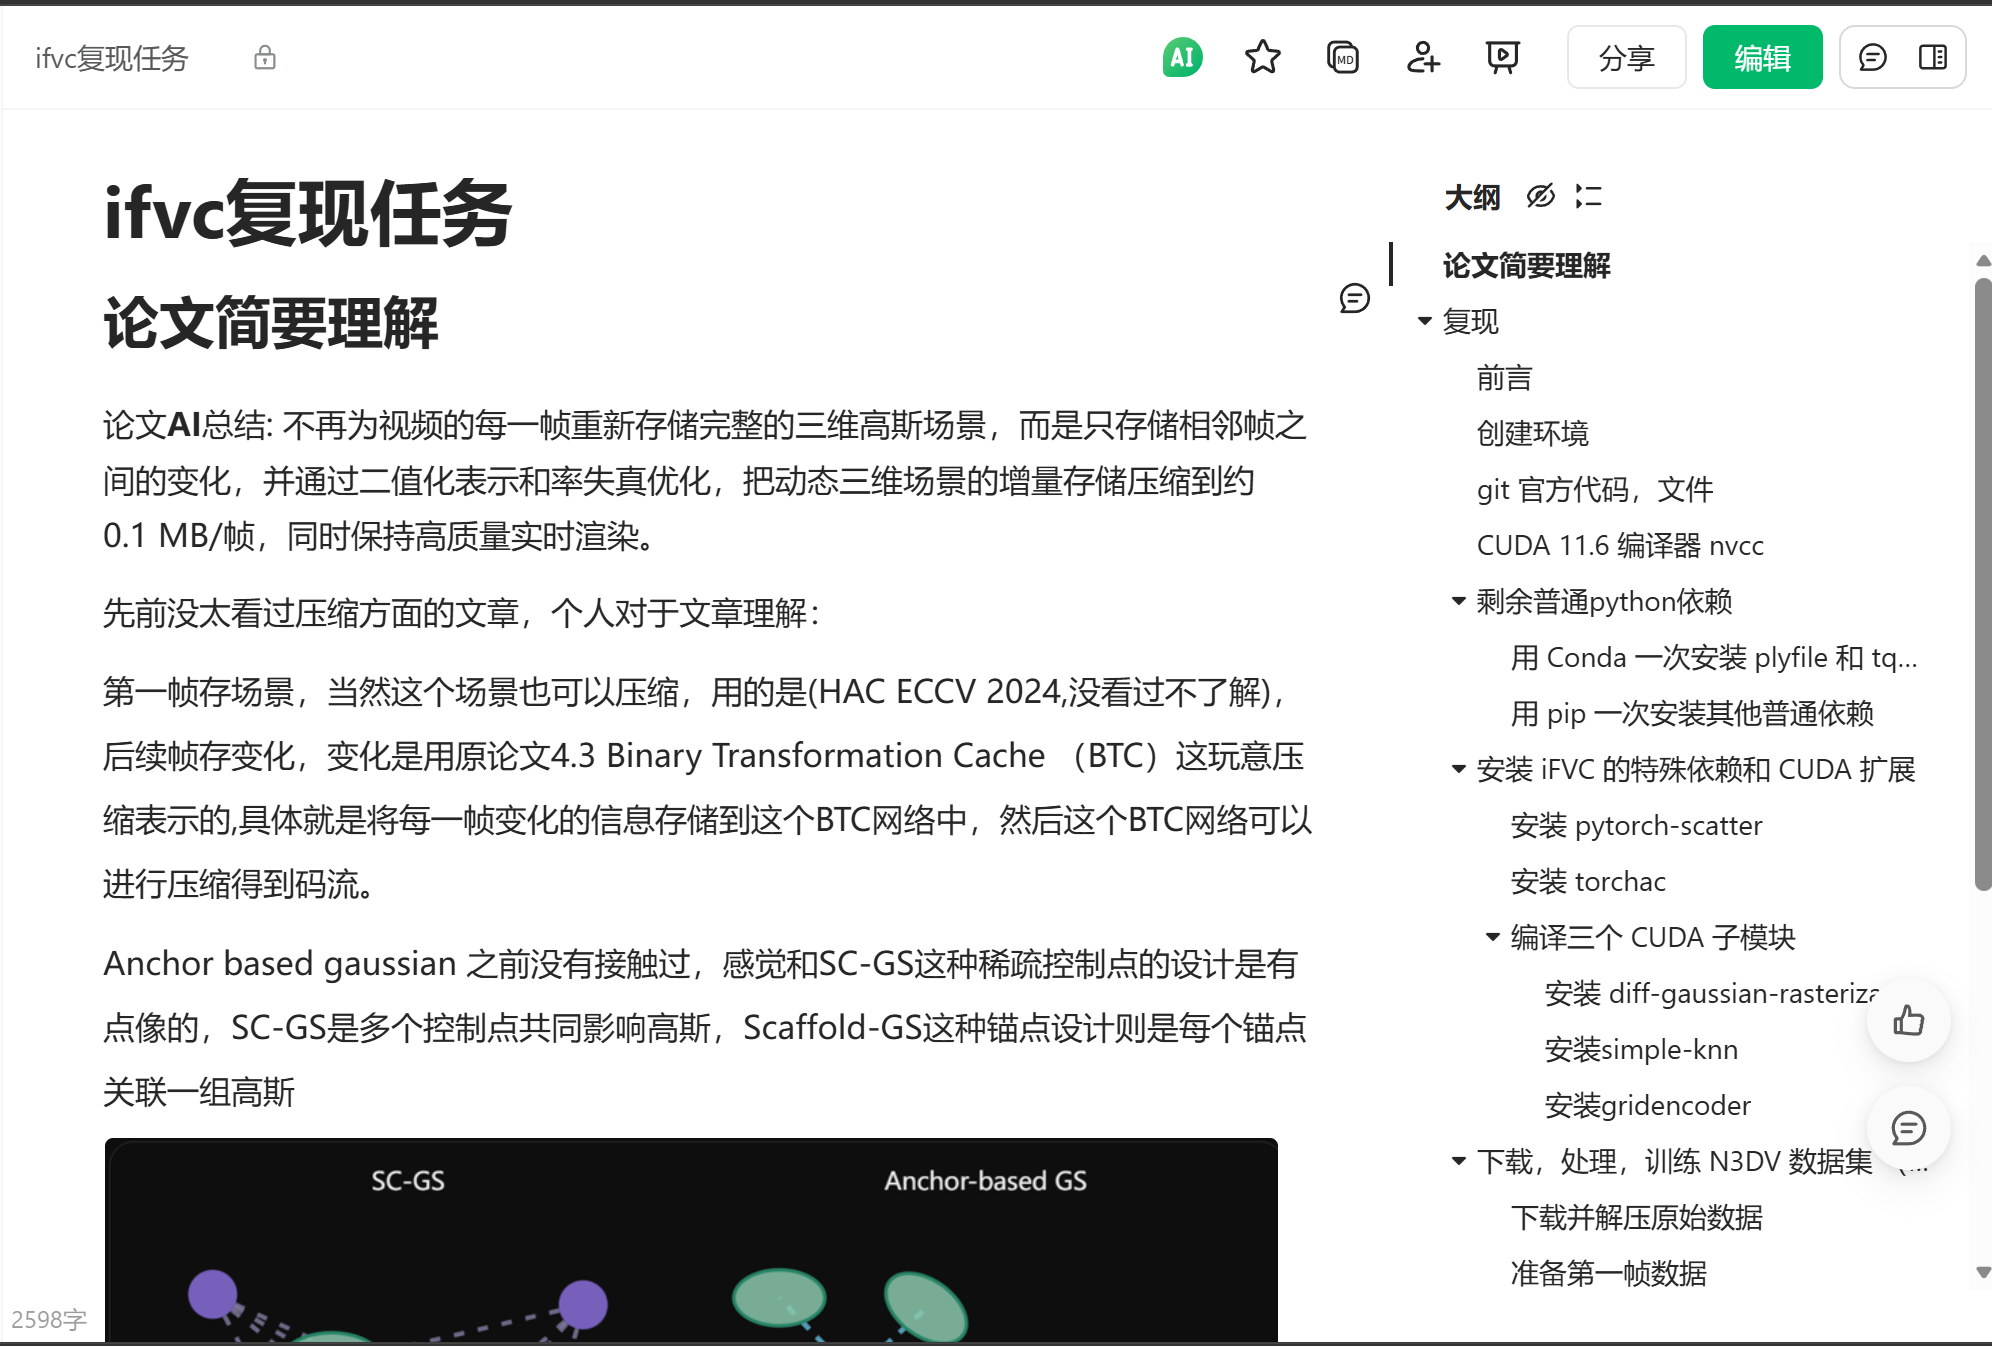 ifvc复现任务
AI
MD
分享
编辑
ifvc复现任务
论文简要理解
论文AI总结: 不再为视频的每一帧重新存储完整的三维高斯场景，而是只存储相邻帧之
间的变化，并通过二值化表示和率失真优化，把动态三维场景的增量存储压缩到约
0.1 MB/帧，同时保持高质量实时渲染。
先前没太看过压缩方面的文章，个人对于文章理解：
第一帧存场景，当然这个场景也可以压缩，用的是(HAC ECCV 2024,没看过不了解)，
后续帧存变化，变化是用原论文4.3 Binary Transformation Cache （BTC）这玩意压
缩表示的,具体就是将每一帧变化的信息存储到这个BTC网络中，然后这个BTC网络可以
进行压缩得到码流。
Anchor based gaussian 之前没有接触过，感觉和SC-GS这种稀疏控制点的设计是有
点像的，SC-GS是多个控制点共同影响高斯，Scaffold-GS这种锚点设计则是每个锚点
关联一组高斯
SC-GS
Anchor-based GS
2598字
大纲
论文简要理解
复现
前言
创建环境
git 官方代码，文件
CUDA 11.6 编译器 nvcc
剩余普通python依赖
用 Conda 一次安装 plyfile 和 tq...
用 pip 一次安装其他普通依赖
安装 iFVC 的特殊依赖和 CUDA 扩展
安装 pytorch-scatter
安装 torchac
编译三个 CUDA 子模块
安装 diff-gaussian-rasteriza
安装simple-knn
安装gridencoder
下载，处理，训练 N3DV 数据集 （...
下载并解压原始数据
准备第一帧数据